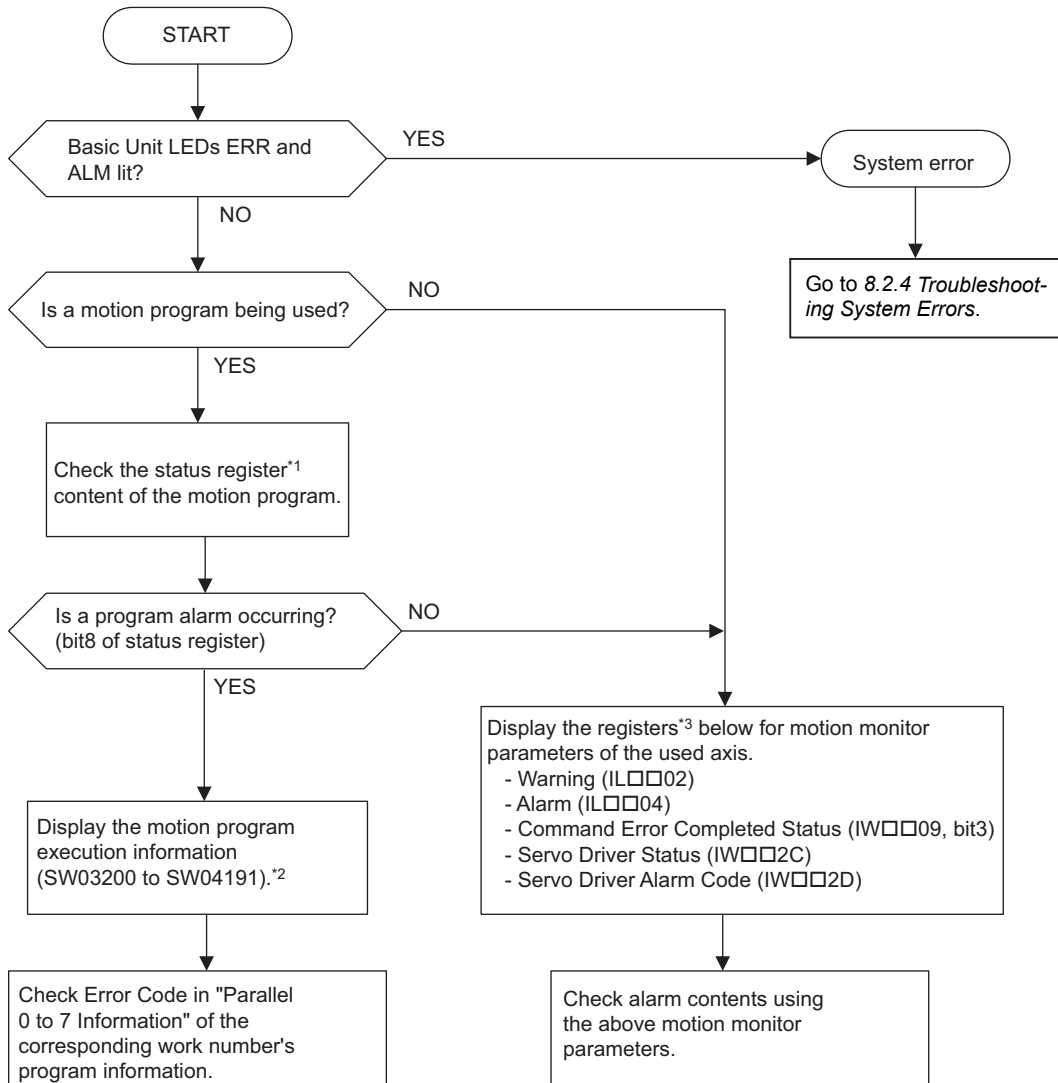 START
Basic Unit LEDs ERR and
ALM lit?
YES
System error
NO
Go to 8.2.4 Troubleshoot-
ing System Errors.
Is a motion program being used?
NO
YES
Check the status register*1
content of the motion program.
Is a program alarm occurring?
(bit8 of status register)
NO
YES
Display the motion program
execution information
(SW03200 to SW04191).*2
Display the registers*3 below for motion monitor
parameters of the used axis.
- Warning (IL□□02)
- Alarm (IL□□04)
- Command Error Completed Status (IW□□09, bit3)
- Servo Driver Status (IW□□2C)
- Servo Driver Alarm Code (IW□□2D)
Check Error Code in "Parallel
0 to 7 Information" of the
corresponding work number's
program information.
Check alarm contents using
the above motion monitor
parameters.